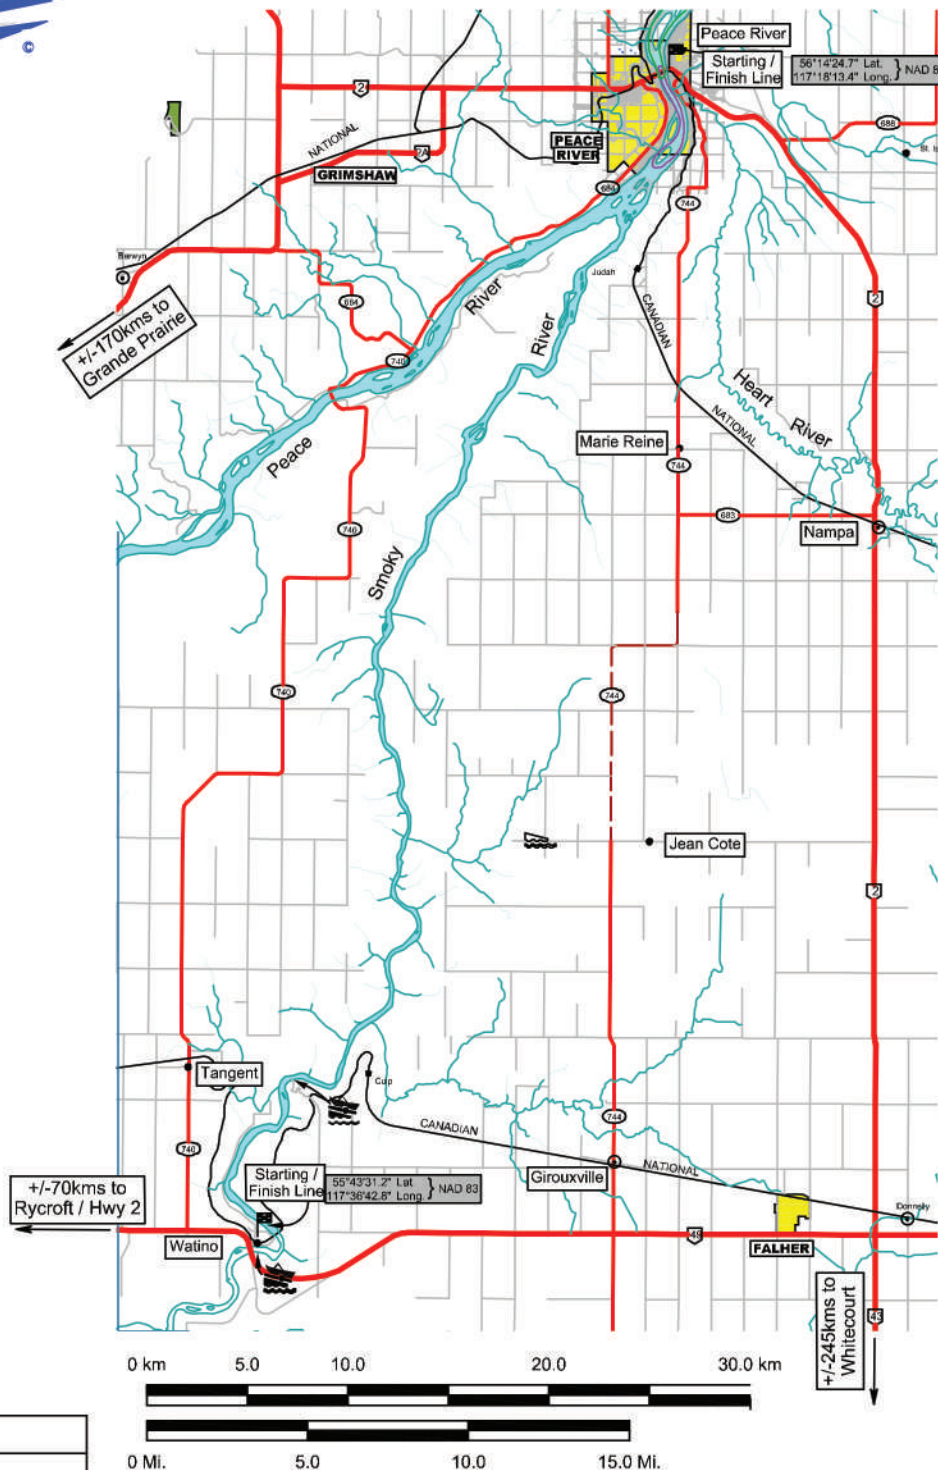 ©
Peace River
Starting /
Finish Line
56°14'24.7" Lat.
117°18'13.4" Long.
NAD 8
2
688
NATIONAL
2A
PEACE
RIVER
GRIMSHAW
684
744
Berwyn
Judah
River
River
684
2
CANADIAN
+/-170kms to
Grande Prairie
740
Heart
River
NATIONAL
Marie Reine
744
Peace
683
Nampa
740
Smoky
740
744
Jean Cote
2
Tangent
Culp
CANADIAN
744
740
NATIONAL
Girouxville
Starting /
Finish Line
55°43'31.2" Lat
117°36'42.8" Long.
NAD 83
+/-70kms to
Rycroft / Hwy 2
Donnelly
Watino
49
FALHER
+/-245kms to
Whitecourt
43
0 km 5.0 10.0 20.0 30.0 km
0 Mi. 5.0 10.0 15.0 Mi.